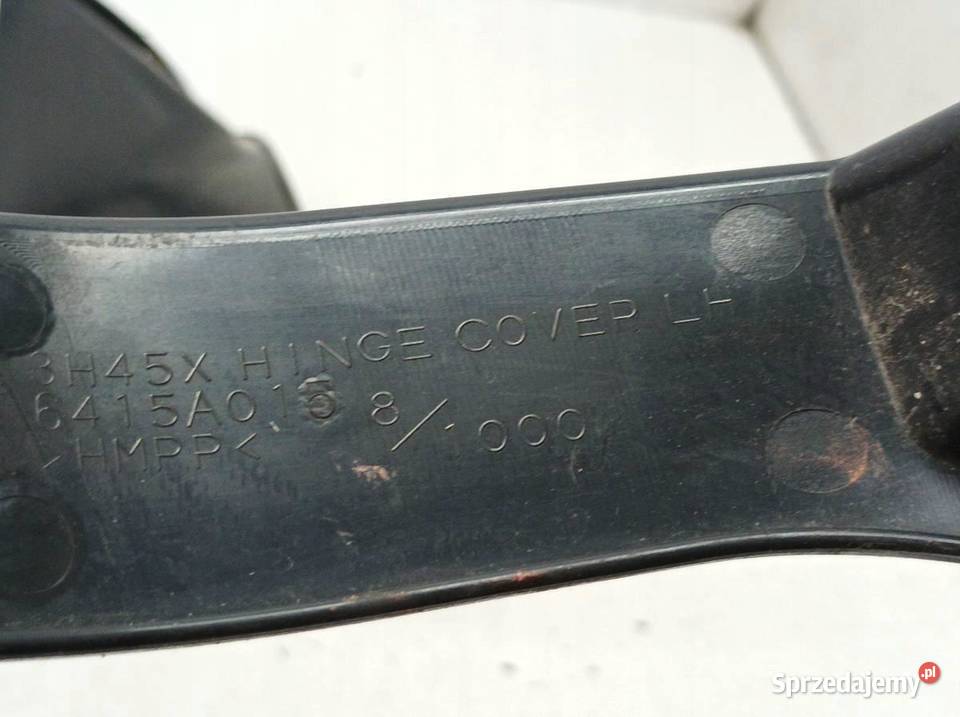 3H45X HINGE COVER LH
6415A015 8/1000
>HMPP<
Sprzedajemy.pl